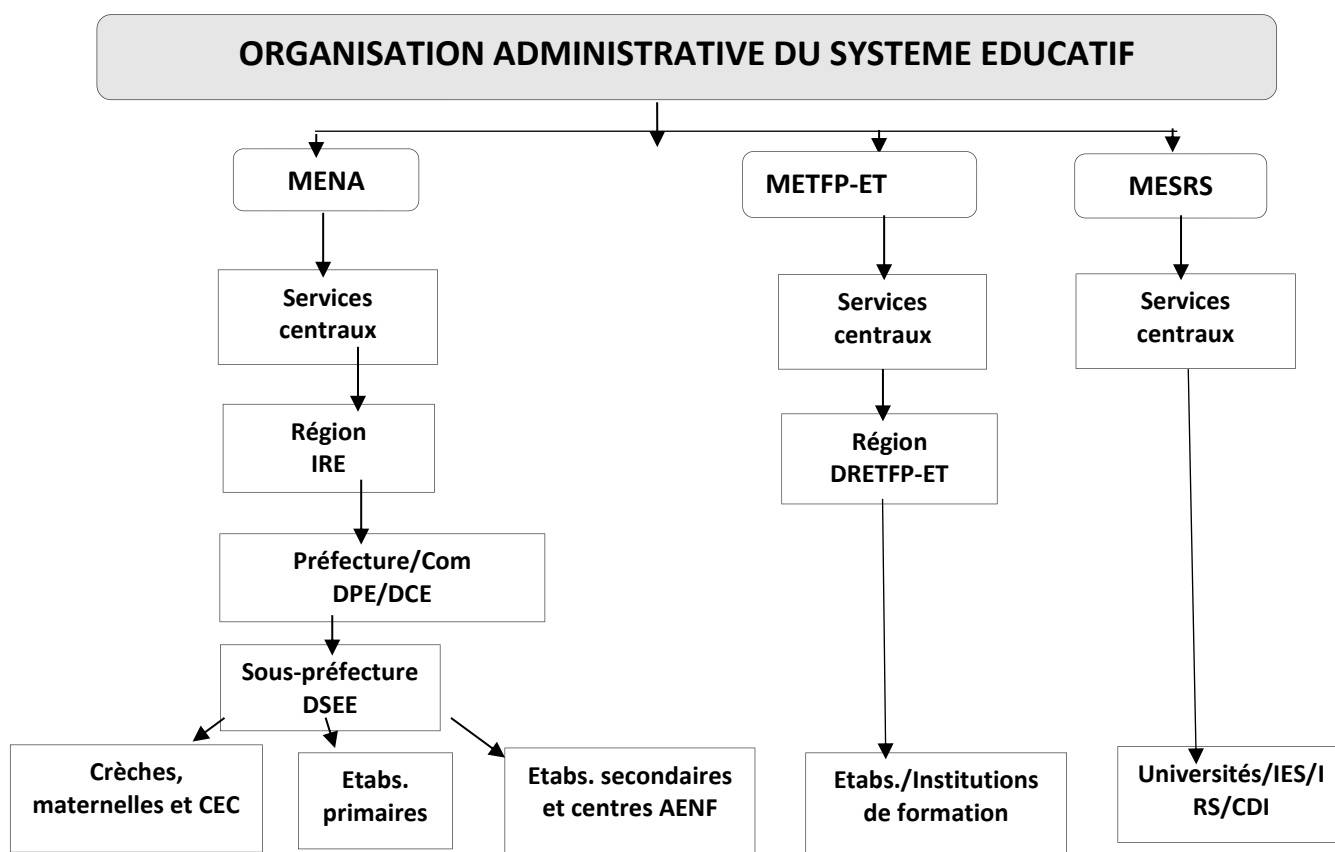 ORGANISATION ADMINISTRATIVE DU SYSTEME EDUCATIF
MENA
METFP-ET
MESRS
Services
centraux
Services
centraux
Services
centraux
Région
IRE
Région
DRETFP-ET
Préfecture/Com
DPE/DCE
Sous-préfecture
DSEE
Crèches,
maternelles et CEC
Etabs.
primaires
Etabs. secondaires
et centres AENF
Etabs./Institutions
de formation
Universités/IES/I
RS/CDI